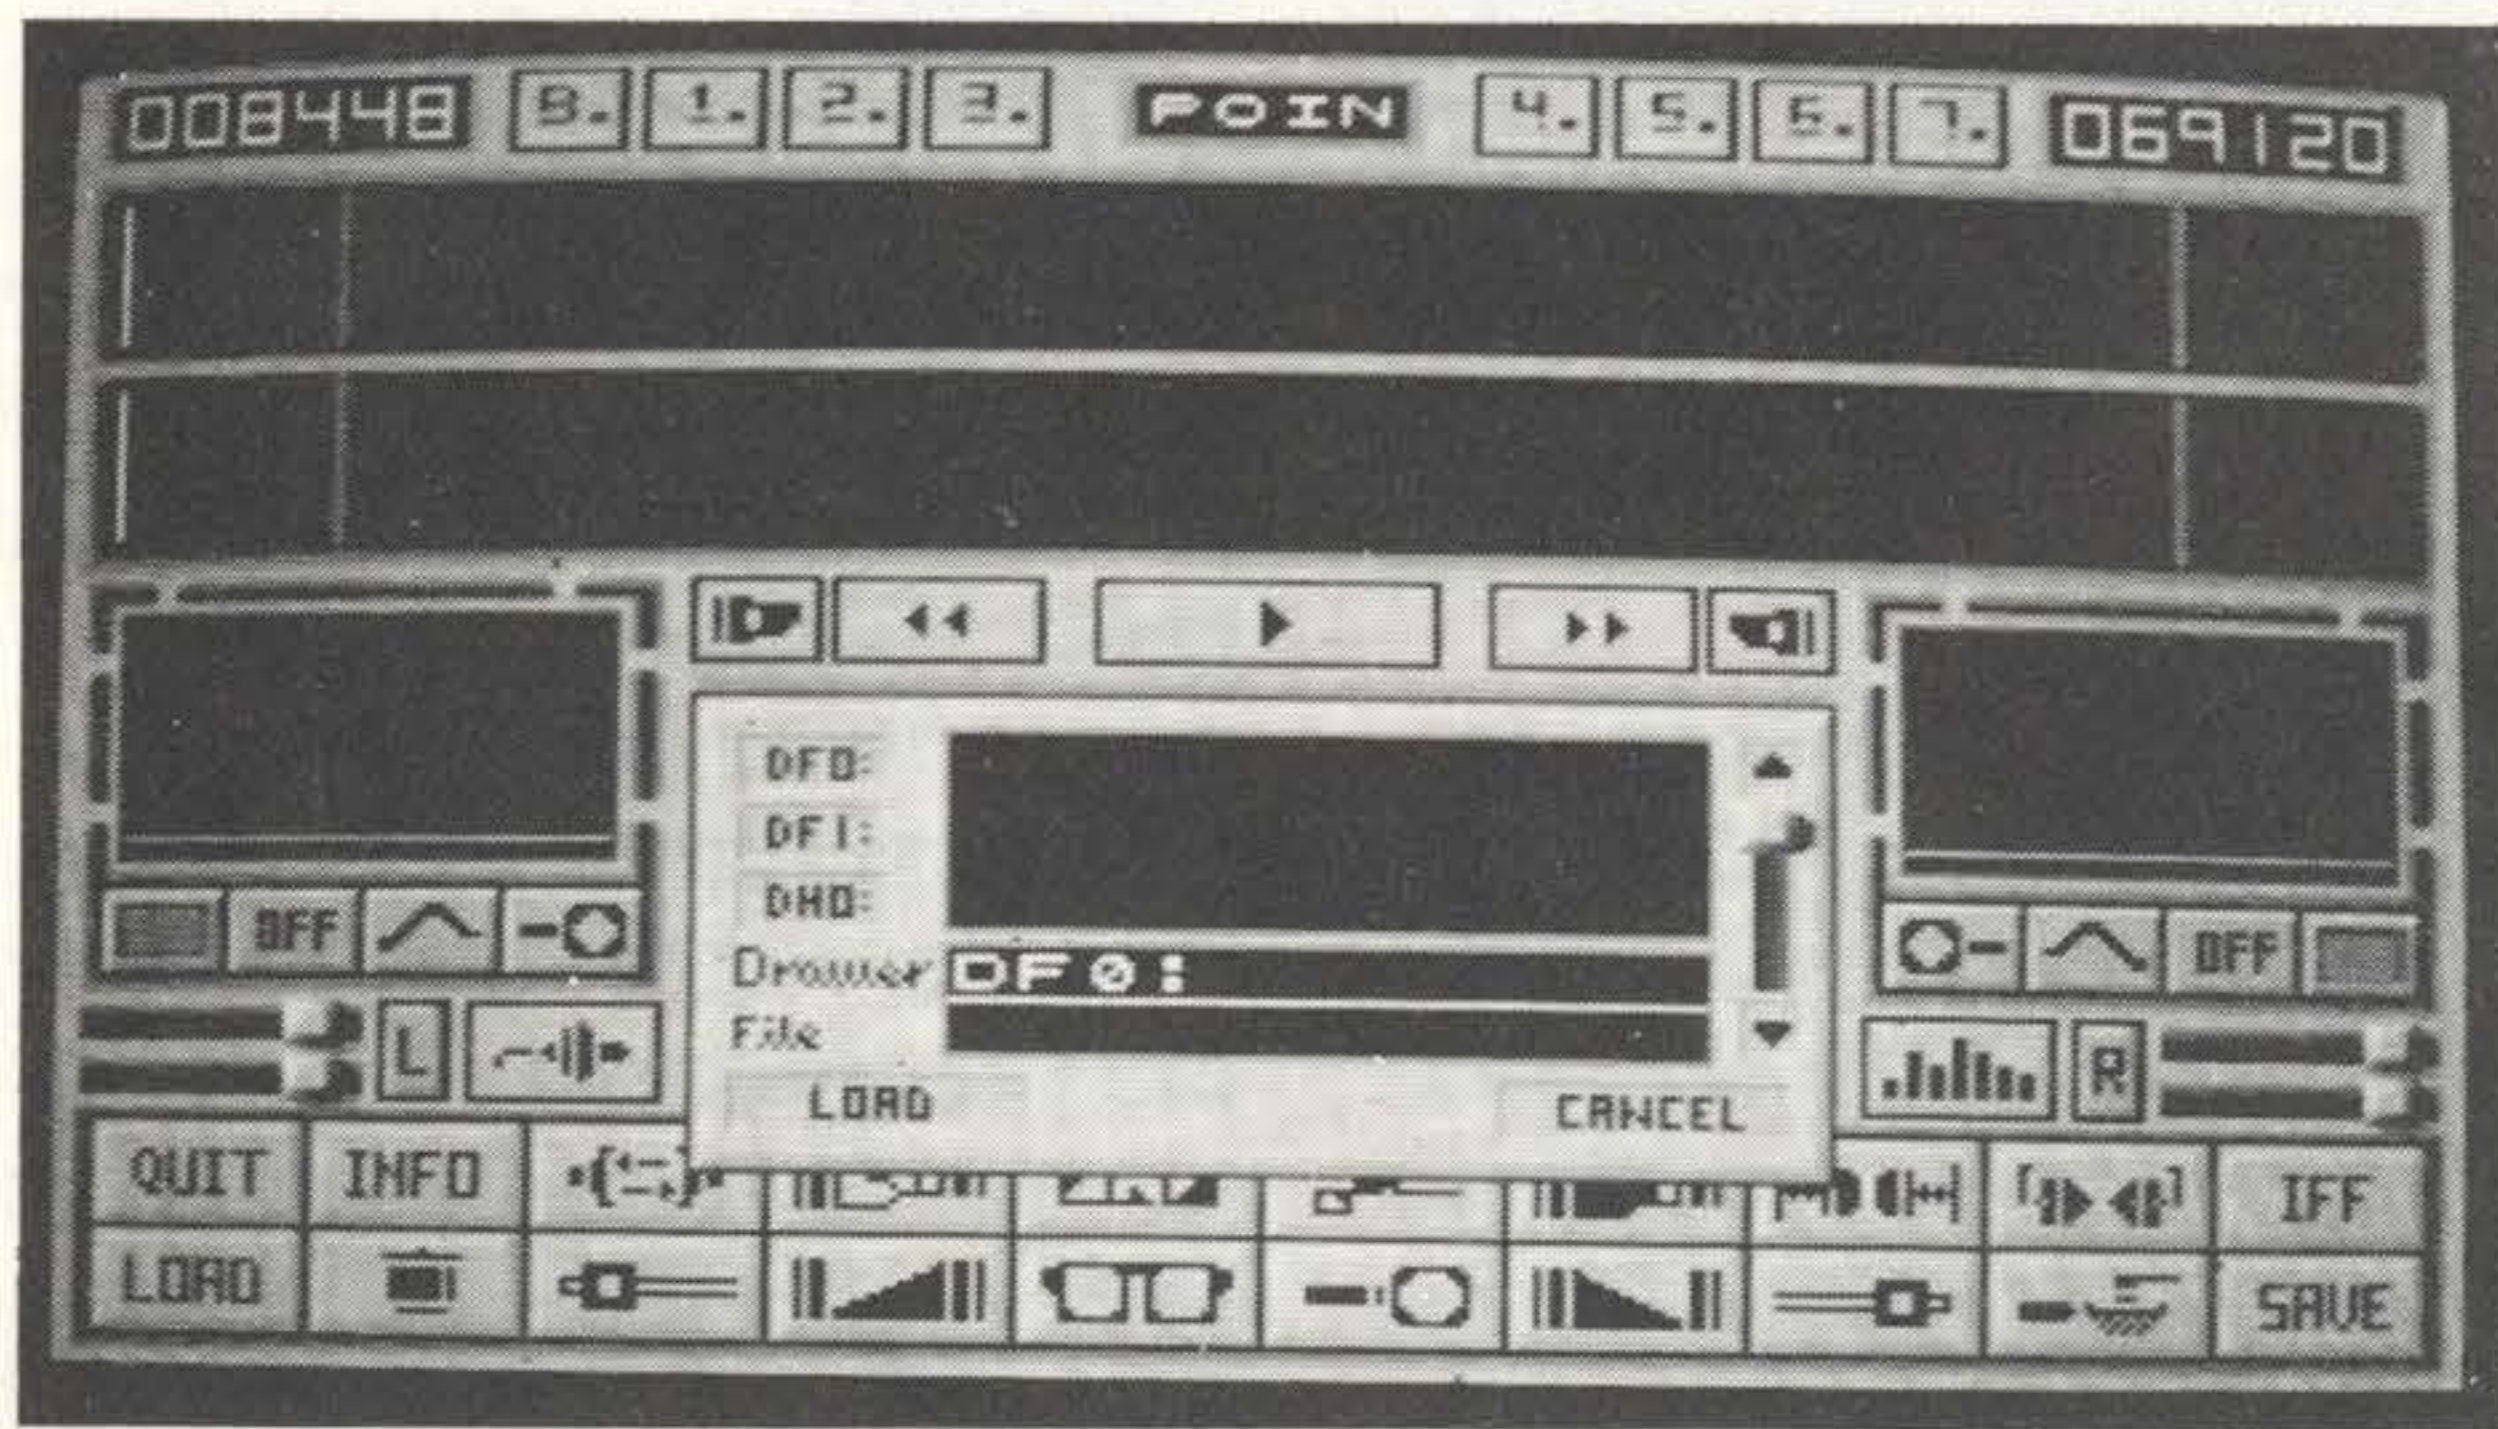 008448 B. 1. 2. 3. POIN 4. 5. 6. 7. 069120
DF0:
DF1:
DH0:
Drawer DF0:
File
OFF OFF
L R
LOAD CANCEL
QUIT INFO IFF
LOAD SAVE